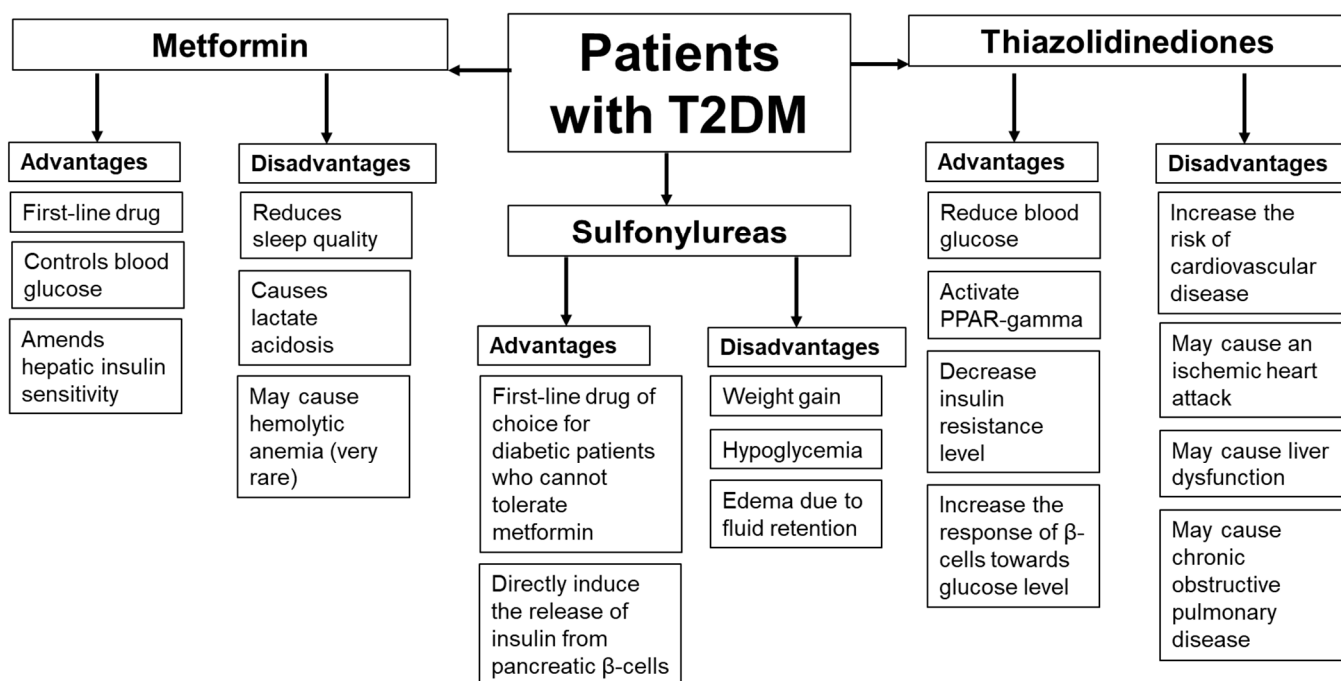 Patients
with T2DM
Metformin
Advantages
First-line drug
Controls blood
glucose
Amends
hepatic insulin
sensitivity
Disadvantages
Reduces
sleep quality
Causes
lactate
acidosis
May cause
hemolytic
anemia (very
rare)
Sulfonylureas
Advantages
First-line drug of
choice for
diabetic patients
who cannot
tolerate
metformin
Directly induce
the release of
insulin from
pancreatic β-cells
Disadvantages
Weight gain
Hypoglycemia
Edema due to
fluid retention
Thiazolidinediones
Advantages
Reduce blood
glucose
Activate
PPAR-gamma
Decrease
insulin
resistance
level
Increase the
response of β-
cells towards
glucose level
Disadvantages
Increase the
risk of
cardiovascular
disease
May cause an
ischemic heart
attack
May cause liver
dysfunction
May cause
chronic
obstructive
pulmonary
disease